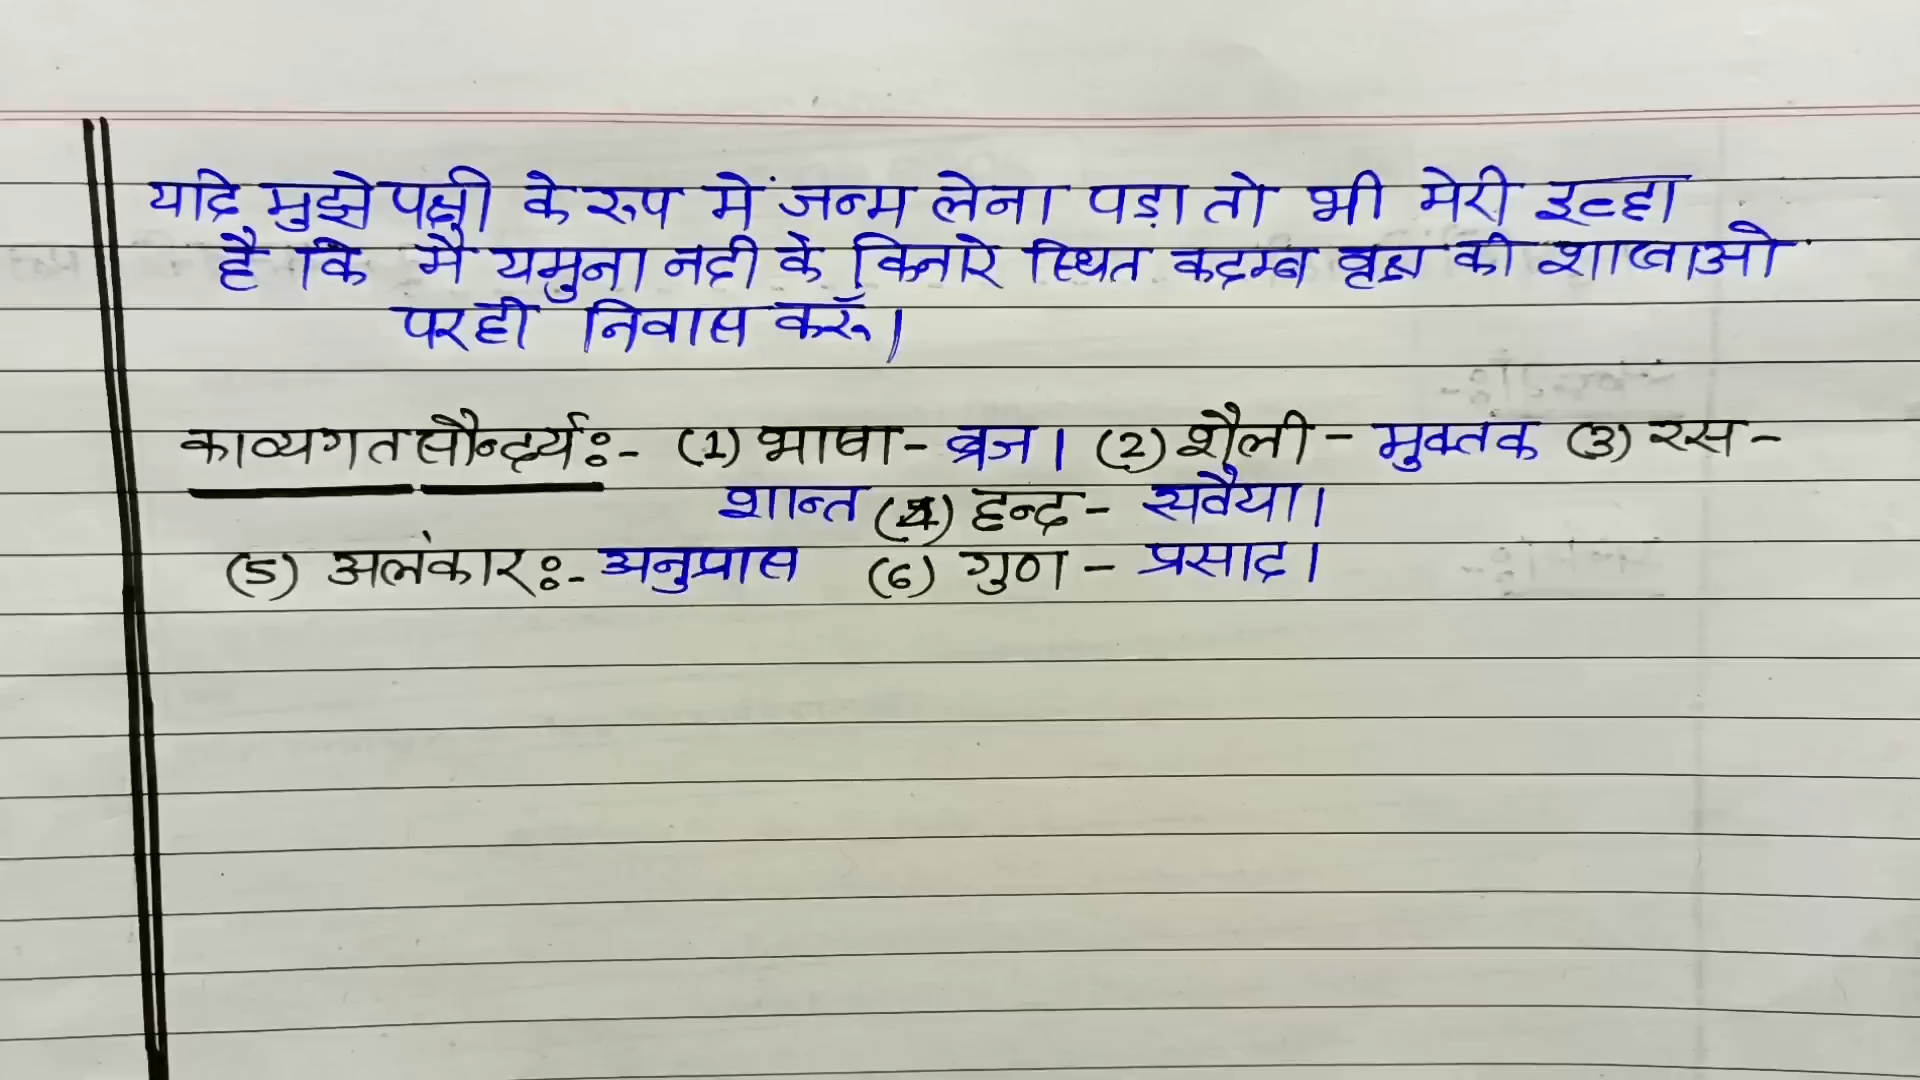 यदि मुझे पक्षी के रुप में जन्म लेना पड़ा तो भी मेरी इच्छा
है कि मै यमुना नदी के किनारे स्थित कदम्ब वृक्ष की शाखाओ
पर ही निवास करूँ।
काव्यगत सौन्दर्य:- (1) भाषा - ब्रज। (2) शैली - मुक्तक (3) रस -
शान्त (4) छन्द - सवैया।
(5) अलंकार:- अनुप्रास (6) गुण - प्रसाद।